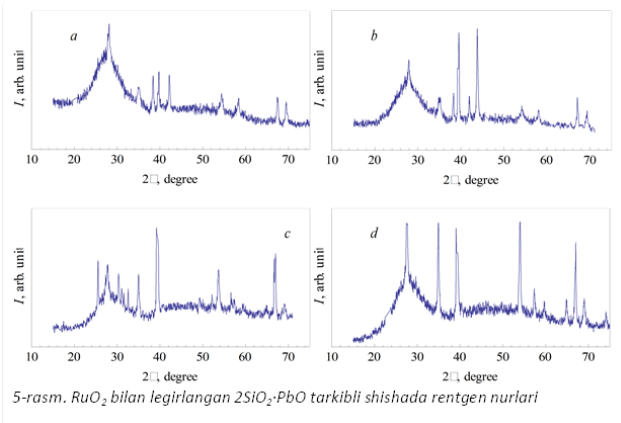 a
b
I, arb. unit
I, arb. unit
10 20 30 40 50 60 70
10 20 30 40 50 60 70
2□, degree
2□, degree
c
d
I, arb. unit
I, arb. unit
10 20 30 40 50 60 70
10 20 30 40 50 60 70
2□, degree
2□, degree
5-rasm. RuO₂ bilan legirlangan 2SiO₂·PbO tarkibli shishada rentgen nurlari